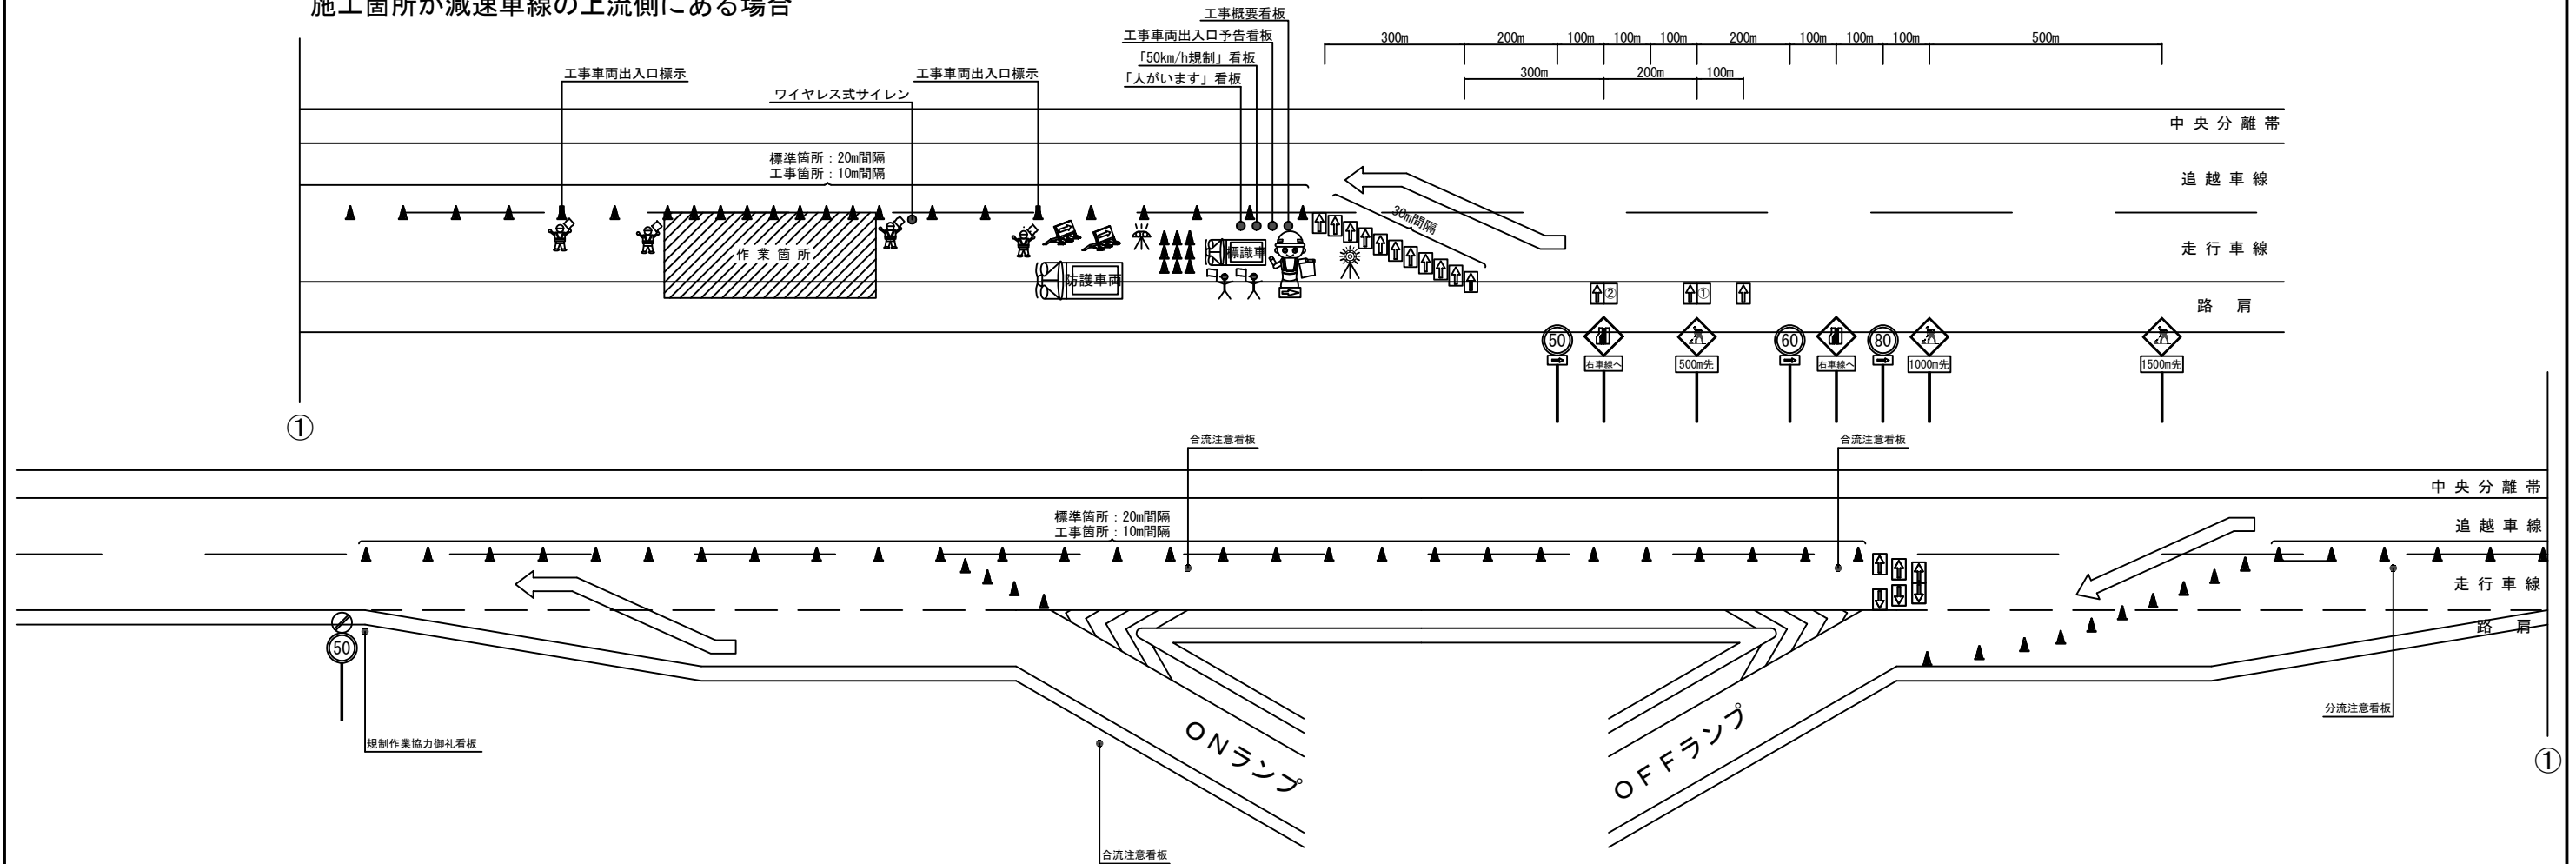 施工箇所が減速車線の上流側にある場合
工事概要看板
工事車両出入口予告看板
「50km/h規制」看板
「人がいます」看板
工事車両出入口標示
工事車両出入口標示
ワイヤレス式サイレン
300m
200m
100m
100m
100m
200m
100m
100m
100m
500m
300m
200m
100m
中央分離帯
標準箇所：20m間隔
工事箇所：10m間隔
追越車線
30m間隔
作業箇所
標識車
走行車線
防護車両
②
①
路肩
50
60
80
右車線へ
500m先
右車線へ
1000m先
1500m先
①
合流注意看板
合流注意看板
中央分離帯
標準箇所：20m間隔
工事箇所：10m間隔
追越車線
走行車線
路肩
50
分流注意看板
規制作業協力御礼看板
ONランプ
OFFランプ
①
合流注意看板